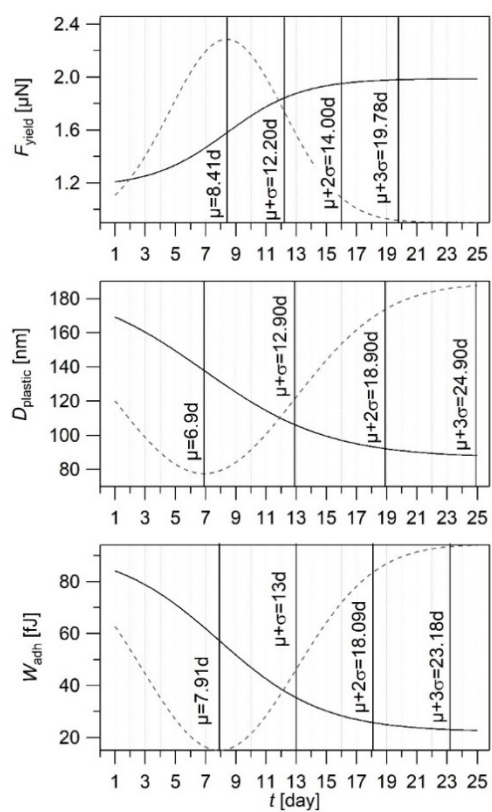 2.4
2.0
1.6
1.2
F yield [µN]
µ=8.41d
µ+σ=12.20d
µ+2σ=14.00d
µ+3σ=19.78d
1 3 5 7 9 11 13 15 17 19 21 23 25
180
160
140
120
100
80
D plastic [nm]
µ=6.9d
µ+σ=12.90d
µ+2σ=18.90d
µ+3σ=24.90d
1 3 5 7 9 11 13 15 17 19 21 23 25
80
60
40
20
W adh [fJ]
µ=7.91d
µ+σ=13d
µ+2σ=18.09d
µ+3σ=23.18d
1 3 5 7 9 11 13 15 17 19 21 23 25
t [day]